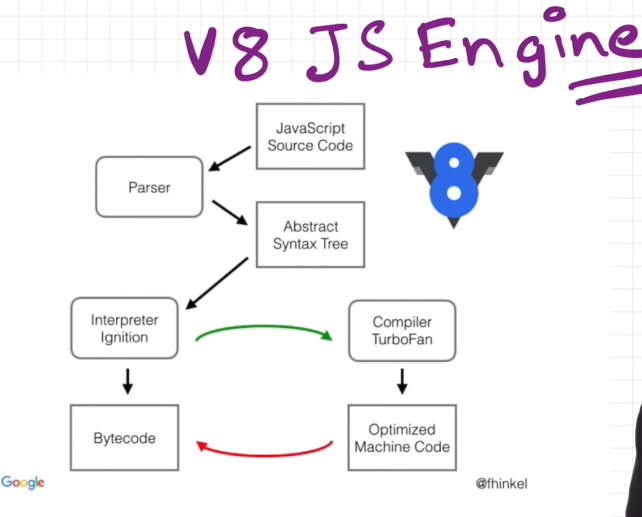 V8 JS Engine
JavaScript
Source Code
Parser
Abstract
Syntax Tree
Interpreter
Ignition
Compiler
TurboFan
Bytecode
Optimized
Machine Code
Google
@fhinkel